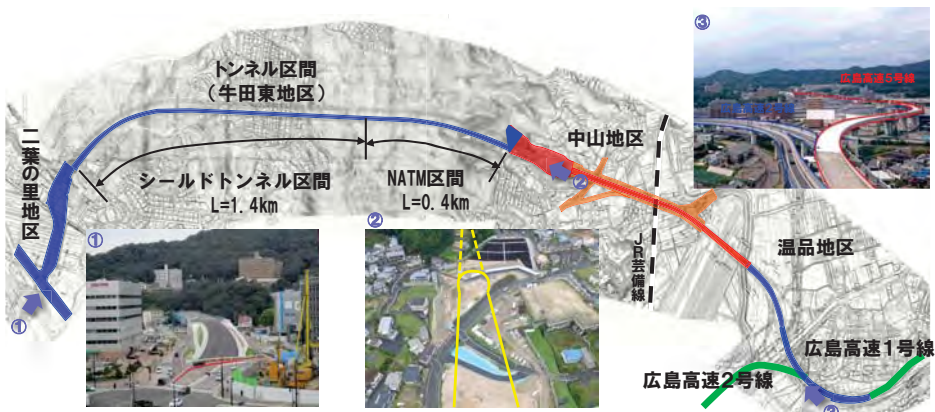 トンネル区間
（牛田東地区）
二葉の里地区
シールドトンネル区間
L=1.4km
NATM区間
L=0.4km
中山地区
②
JR芸備線
温品地区
広島高速1号線
広島高速2号線
③
①
①
②
③
広島高速5号線